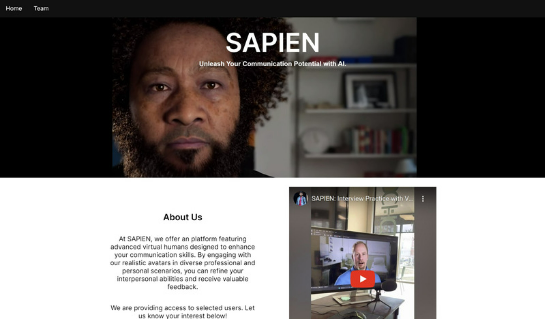 Home Team
SAPIEN
Unleash Your Communication Potential with AI.
About Us
At SAPIEN, we offer an platform featuring
advanced virtual humans designed to enhance
your communication skills. By engaging with
our realistic avatars in diverse professional and
personal scenarios, you can refine your
interpersonal abilities and receive valuable
feedback.
We are providing access to selected users. Let
us know your interest below!
SAPIEN: Interview Practice with V...